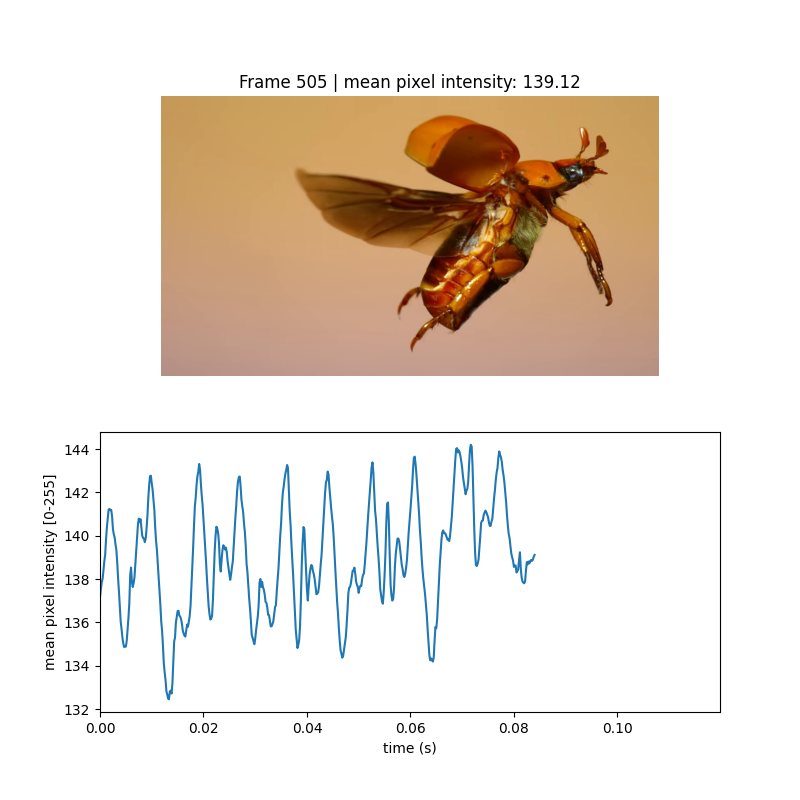 Frame 505 | mean pixel intensity: 139.12
144
142
140
138
136
134
132
mean pixel intensity [0-255]
0.00 0.02 0.04 0.06 0.08 0.10
time (s)